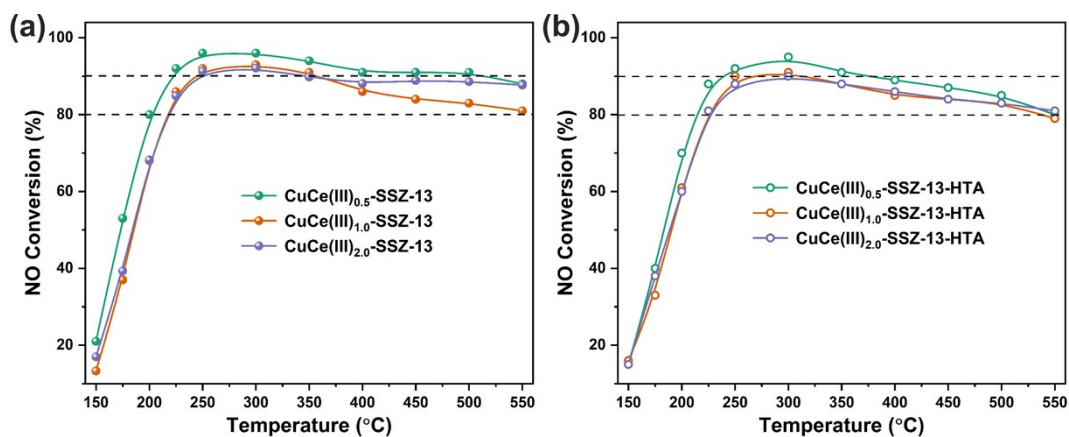 (a)
NO Conversion (%)
100
80
60
40
20
CuCe(III)0.5-SSZ-13
CuCe(III)1.0-SSZ-13
CuCe(III)2.0-SSZ-13
150 200 250 300 350 400 450 500 550
Temperature (°C)
(b)
NO Conversion (%)
100
80
60
40
20
CuCe(III)0.5-SSZ-13-HTA
CuCe(III)1.0-SSZ-13-HTA
CuCe(III)2.0-SSZ-13-HTA
150 200 250 300 350 400 450 500 550
Temperature (°C)